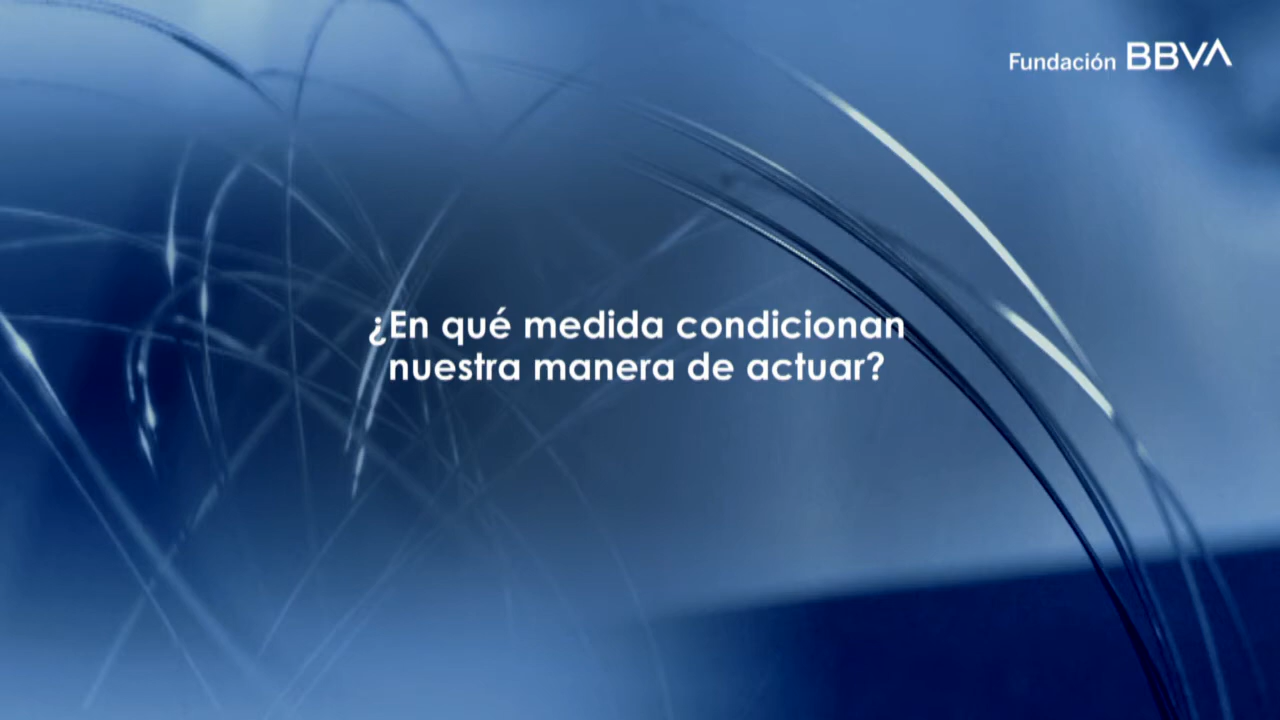 Fundación BBVA
¿En qué medida condicionan
nuestra manera de actuar?